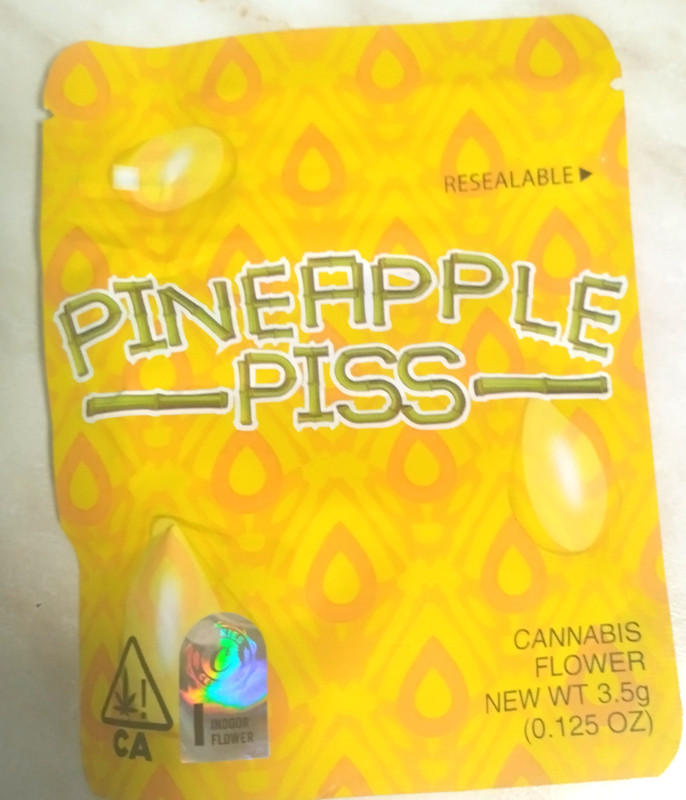 RESEALABLE
PINEAPPLE
PISS
CANNABIS
FLOWER
NEW WT 3.5g
(0.125 OZ)
CA
INDOOR
FLOWER